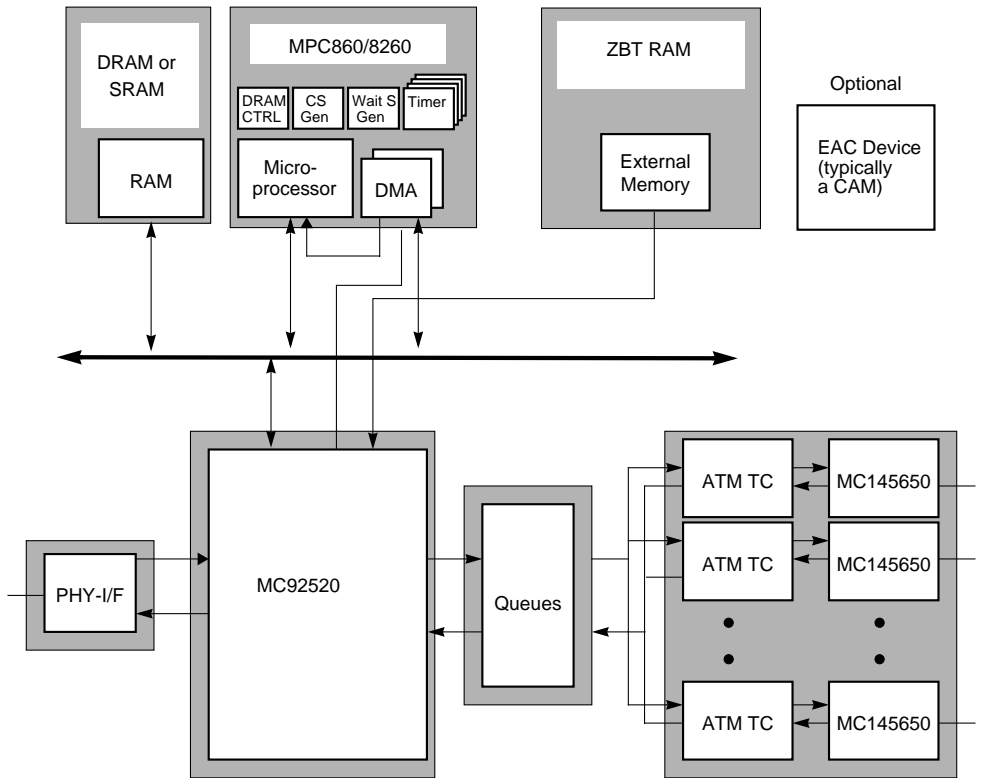 DRAM or
SRAM
RAM
MPC860/8260
DRAM
CTRL
CS
Gen
Wait S
Gen
Timer
Micro-
processor
DMA
ZBT RAM
External
Memory
Optional
EAC Device
(typically
a CAM)
PHY-I/F
MC92520
Queues
ATM TC
MC145650
ATM TC
MC145650
ATM TC
MC145650